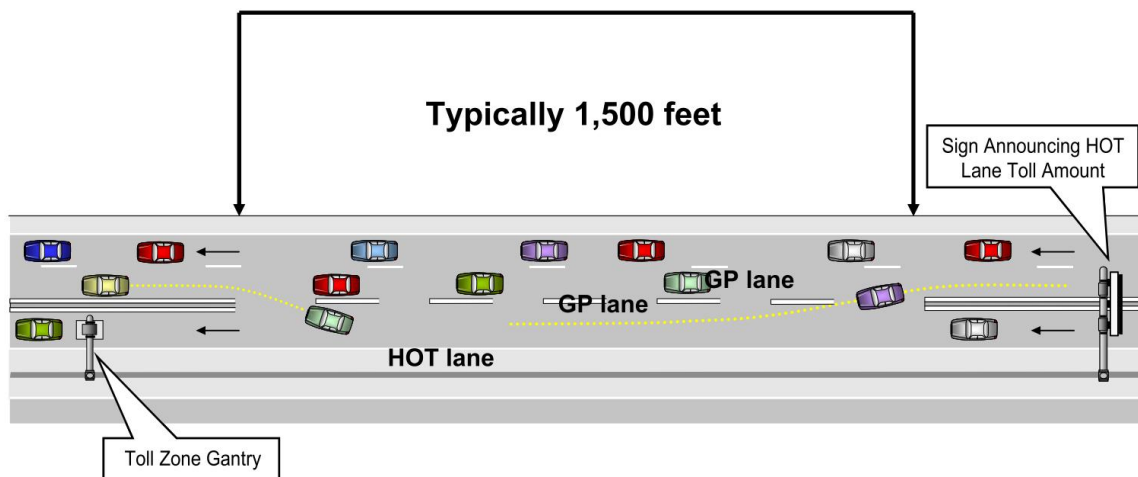 Typically 1,500 feet
Sign Announcing HOT
Lane Toll Amount
GP lane
GP lane
HOT lane
Toll Zone Gantry